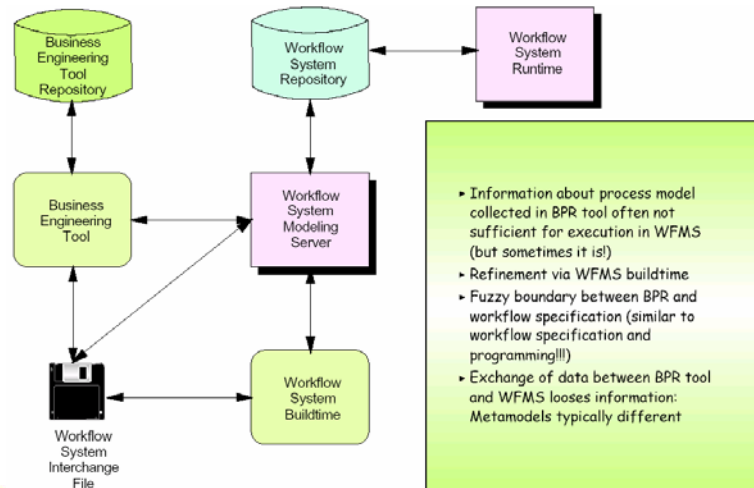 Business
Engineering
Tool
Repository
Workflow
System
Repository
Workflow
System
Runtime
Business
Engineering
Tool
Workflow
System
Modeling
Server
Workflow
System
Interchange
File
Workflow
System
Buildtime
▸ Information about process model
collected in BPR tool often not
sufficient for execution in WFMS
(but sometimes it is!)
▸ Refinement via WFMS buildtime
▸ Fuzzy boundary between BPR and
workflow specification (similar to
workflow specification and
programming!!!)
▸ Exchange of data between BPR tool
and WFMS looses information:
Metamodels typically different